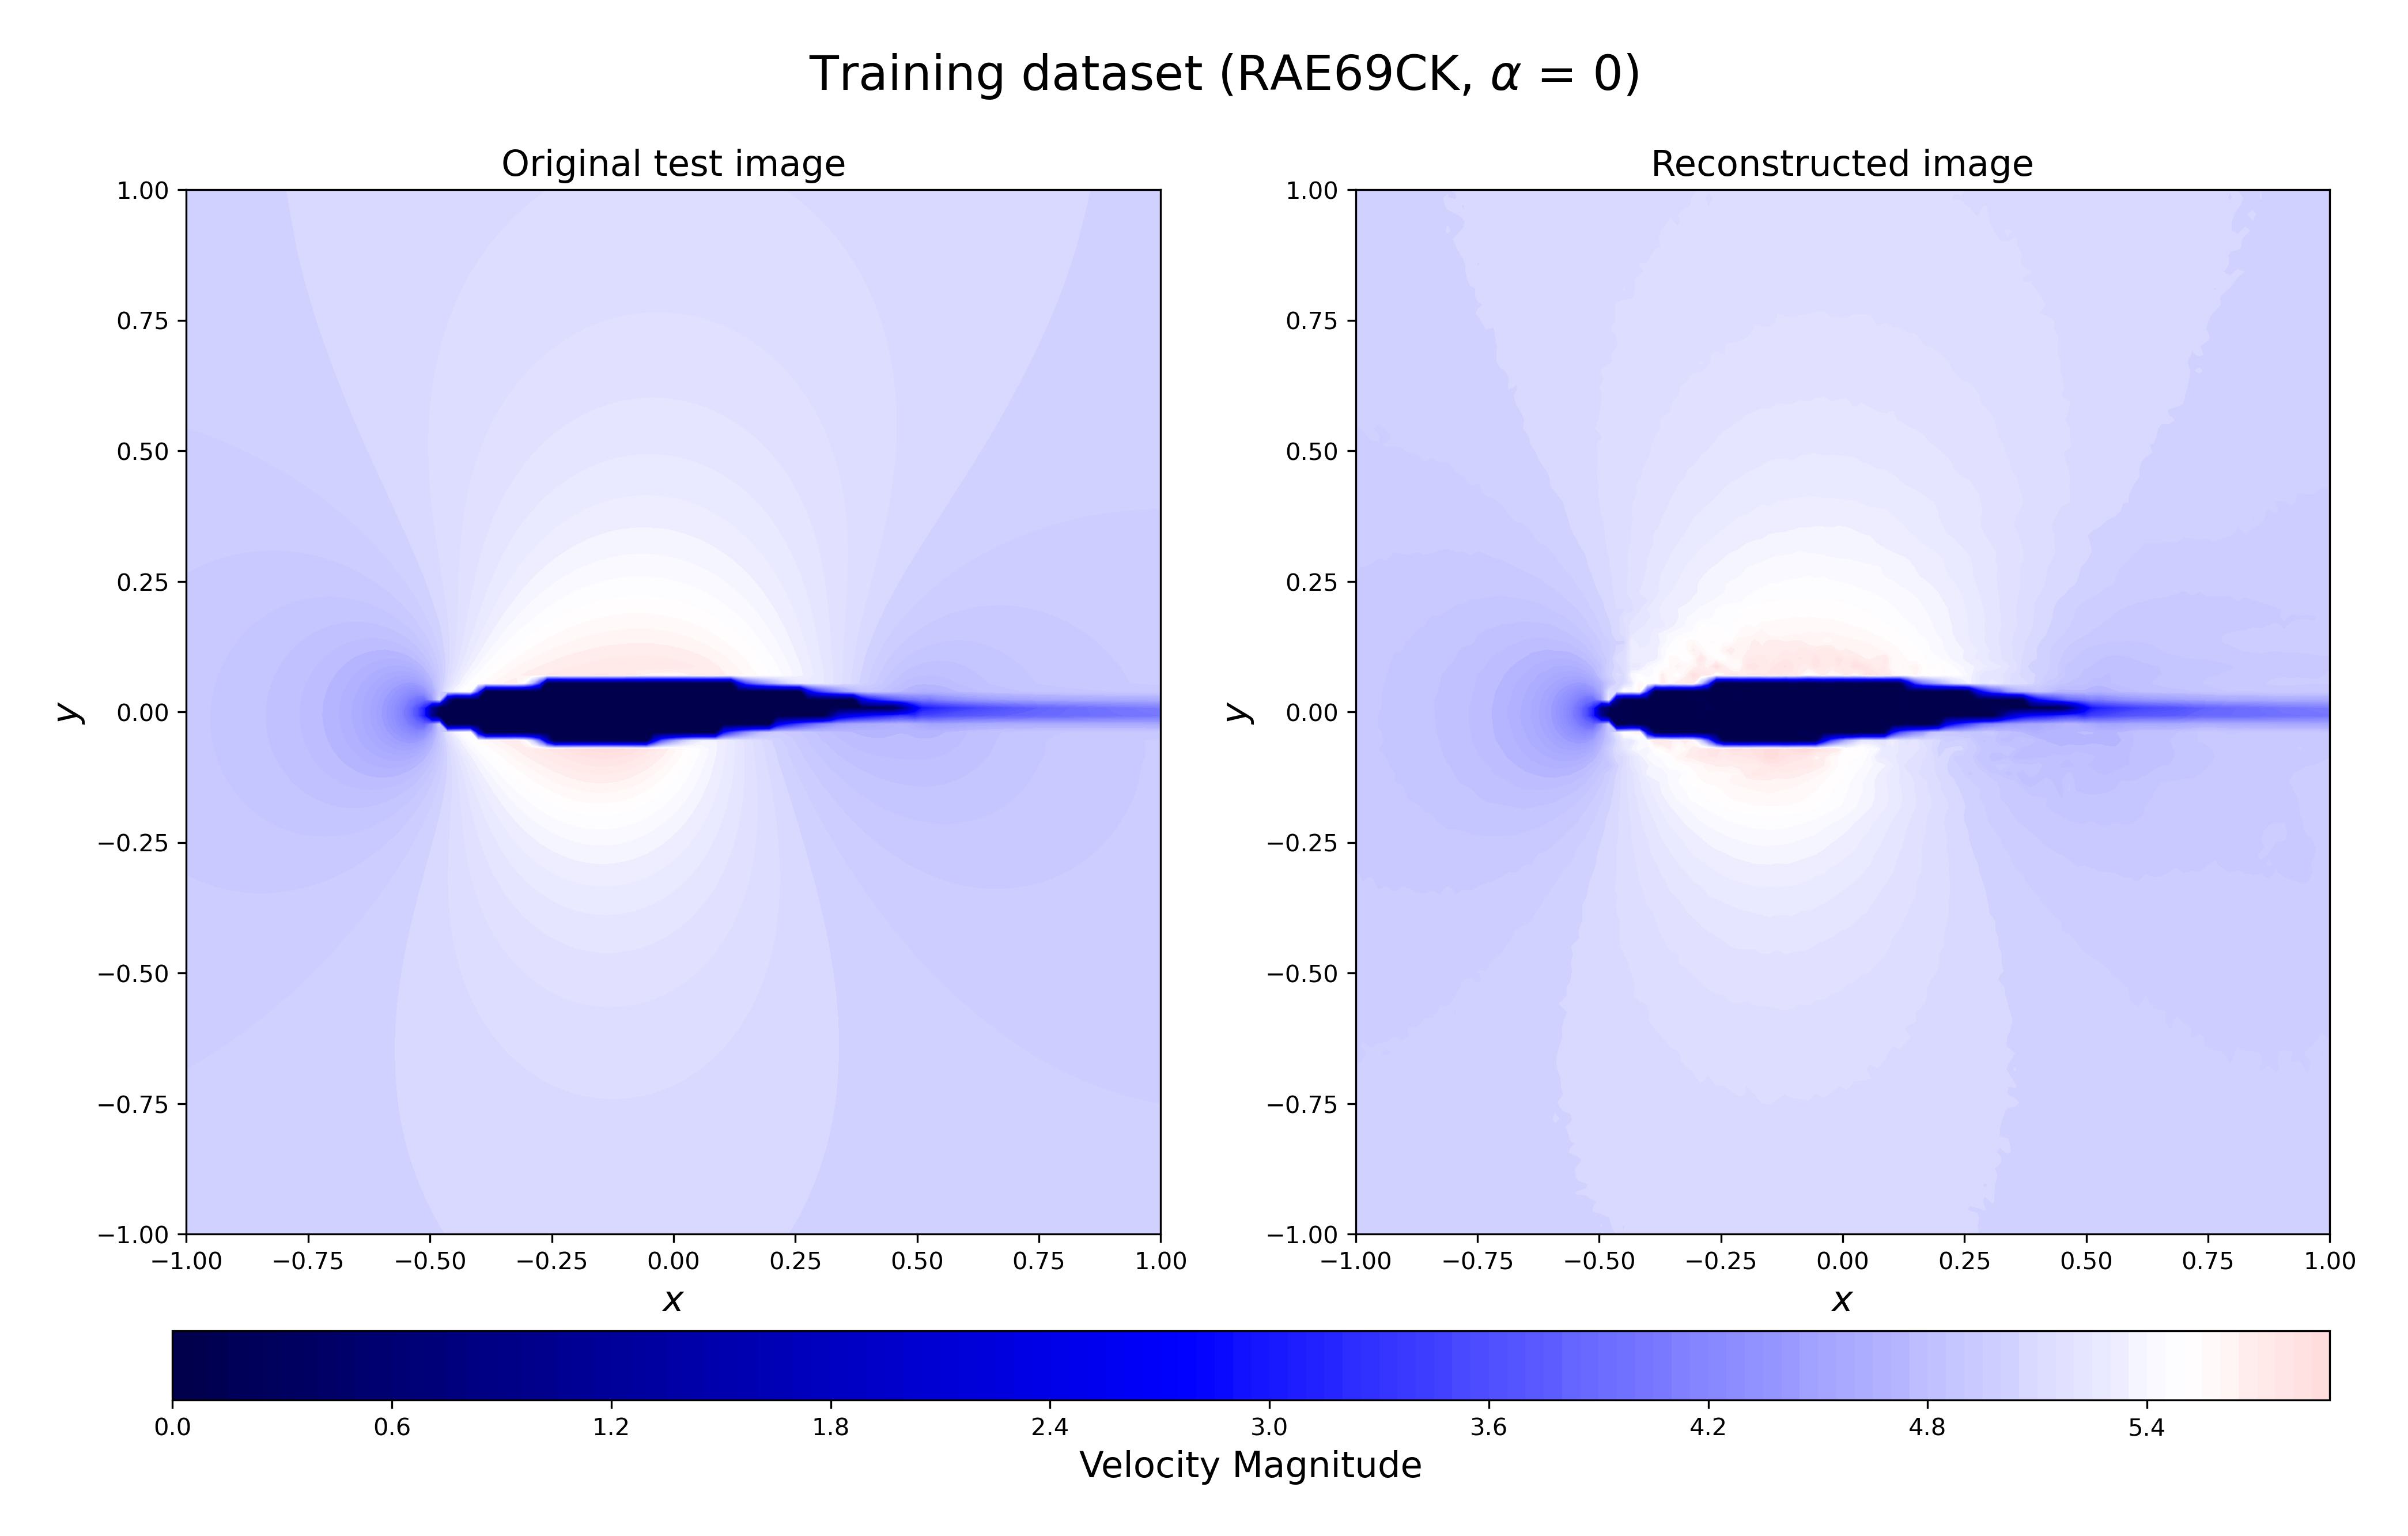 Training dataset (RAE69CK, α = 0)
Original test image
Reconstructed image
1.00
0.75
0.50
0.25
0.00
−0.25
−0.50
−0.75
−1.00
y
−1.00 −0.75 −0.50 −0.25 0.00 0.25 0.50 0.75 1.00
x
1.00
0.75
0.50
0.25
0.00
−0.25
−0.50
−0.75
−1.00
y
−1.00 −0.75 −0.50 −0.25 0.00 0.25 0.50 0.75 1.00
x
0.0 0.6 1.2 1.8 2.4 3.0 3.6 4.2 4.8 5.4
Velocity Magnitude